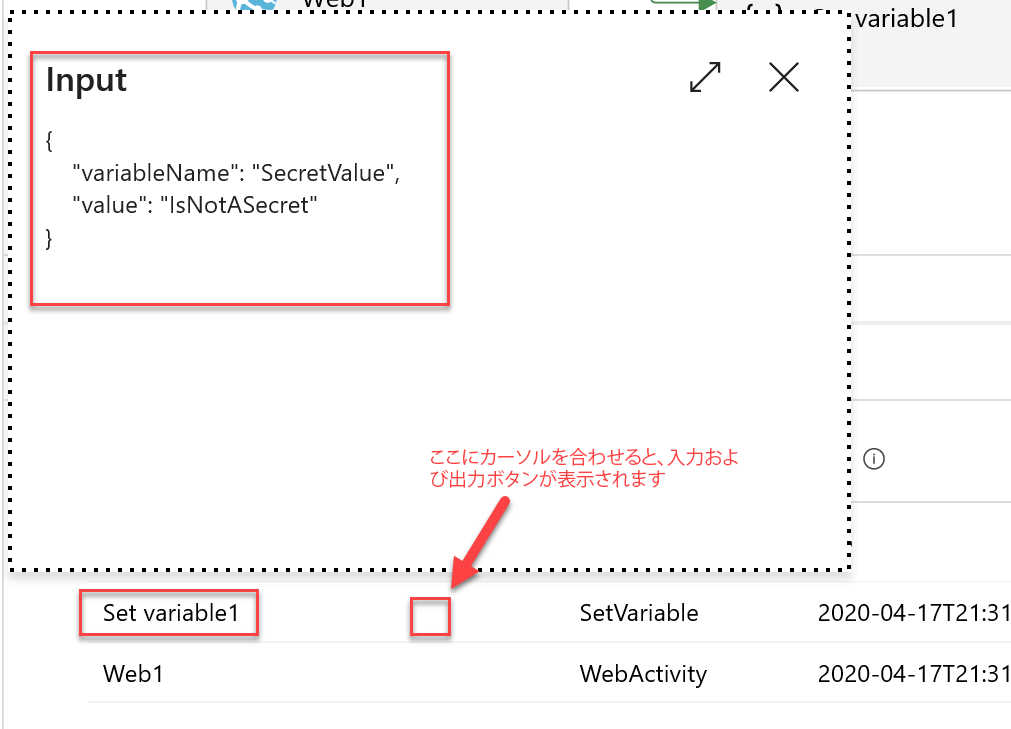 Web1
variable1
Input
{
"variableName": "SecretValue",
"value": "IsNotASecret"
}
ここにカーソルを合わせると、入力およ
び出力ボタンが表示されます
Set variable1 SetVariable 2020-04-17T21:31
Web1 WebActivity 2020-04-17T21:31